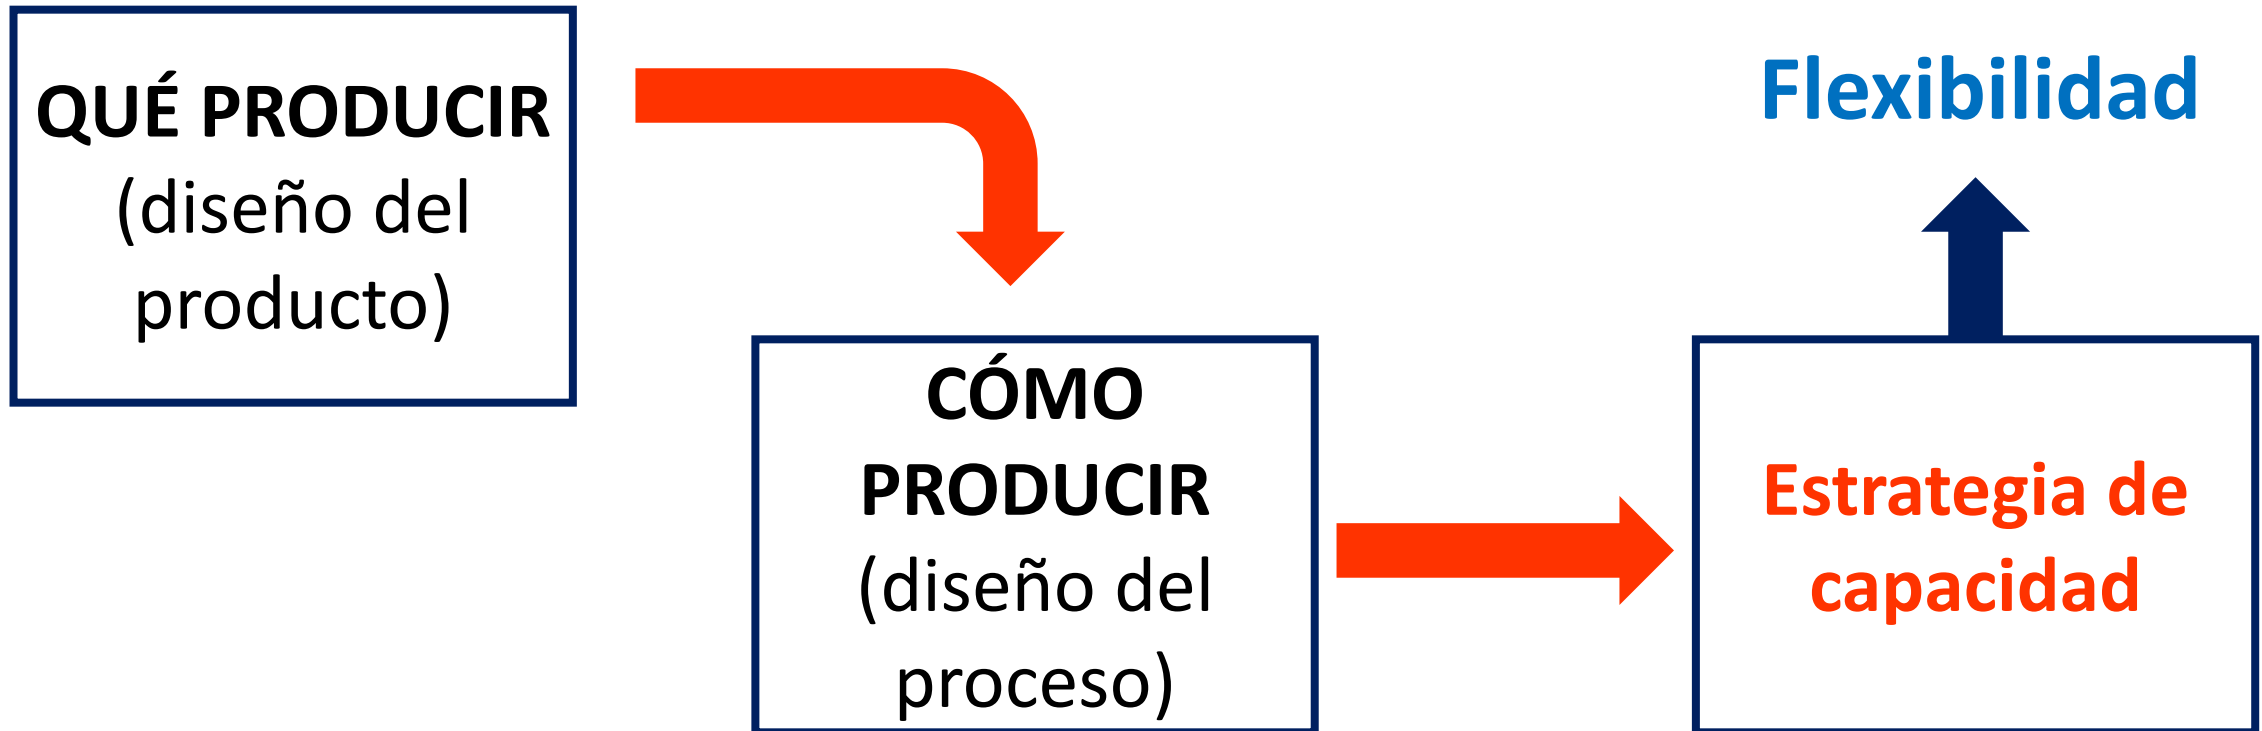 QUÉ PRODUCIR
(diseño del
producto)
CÓMO
PRODUCIR
(diseño del
proceso)
Flexibilidad
Estrategia de
capacidad